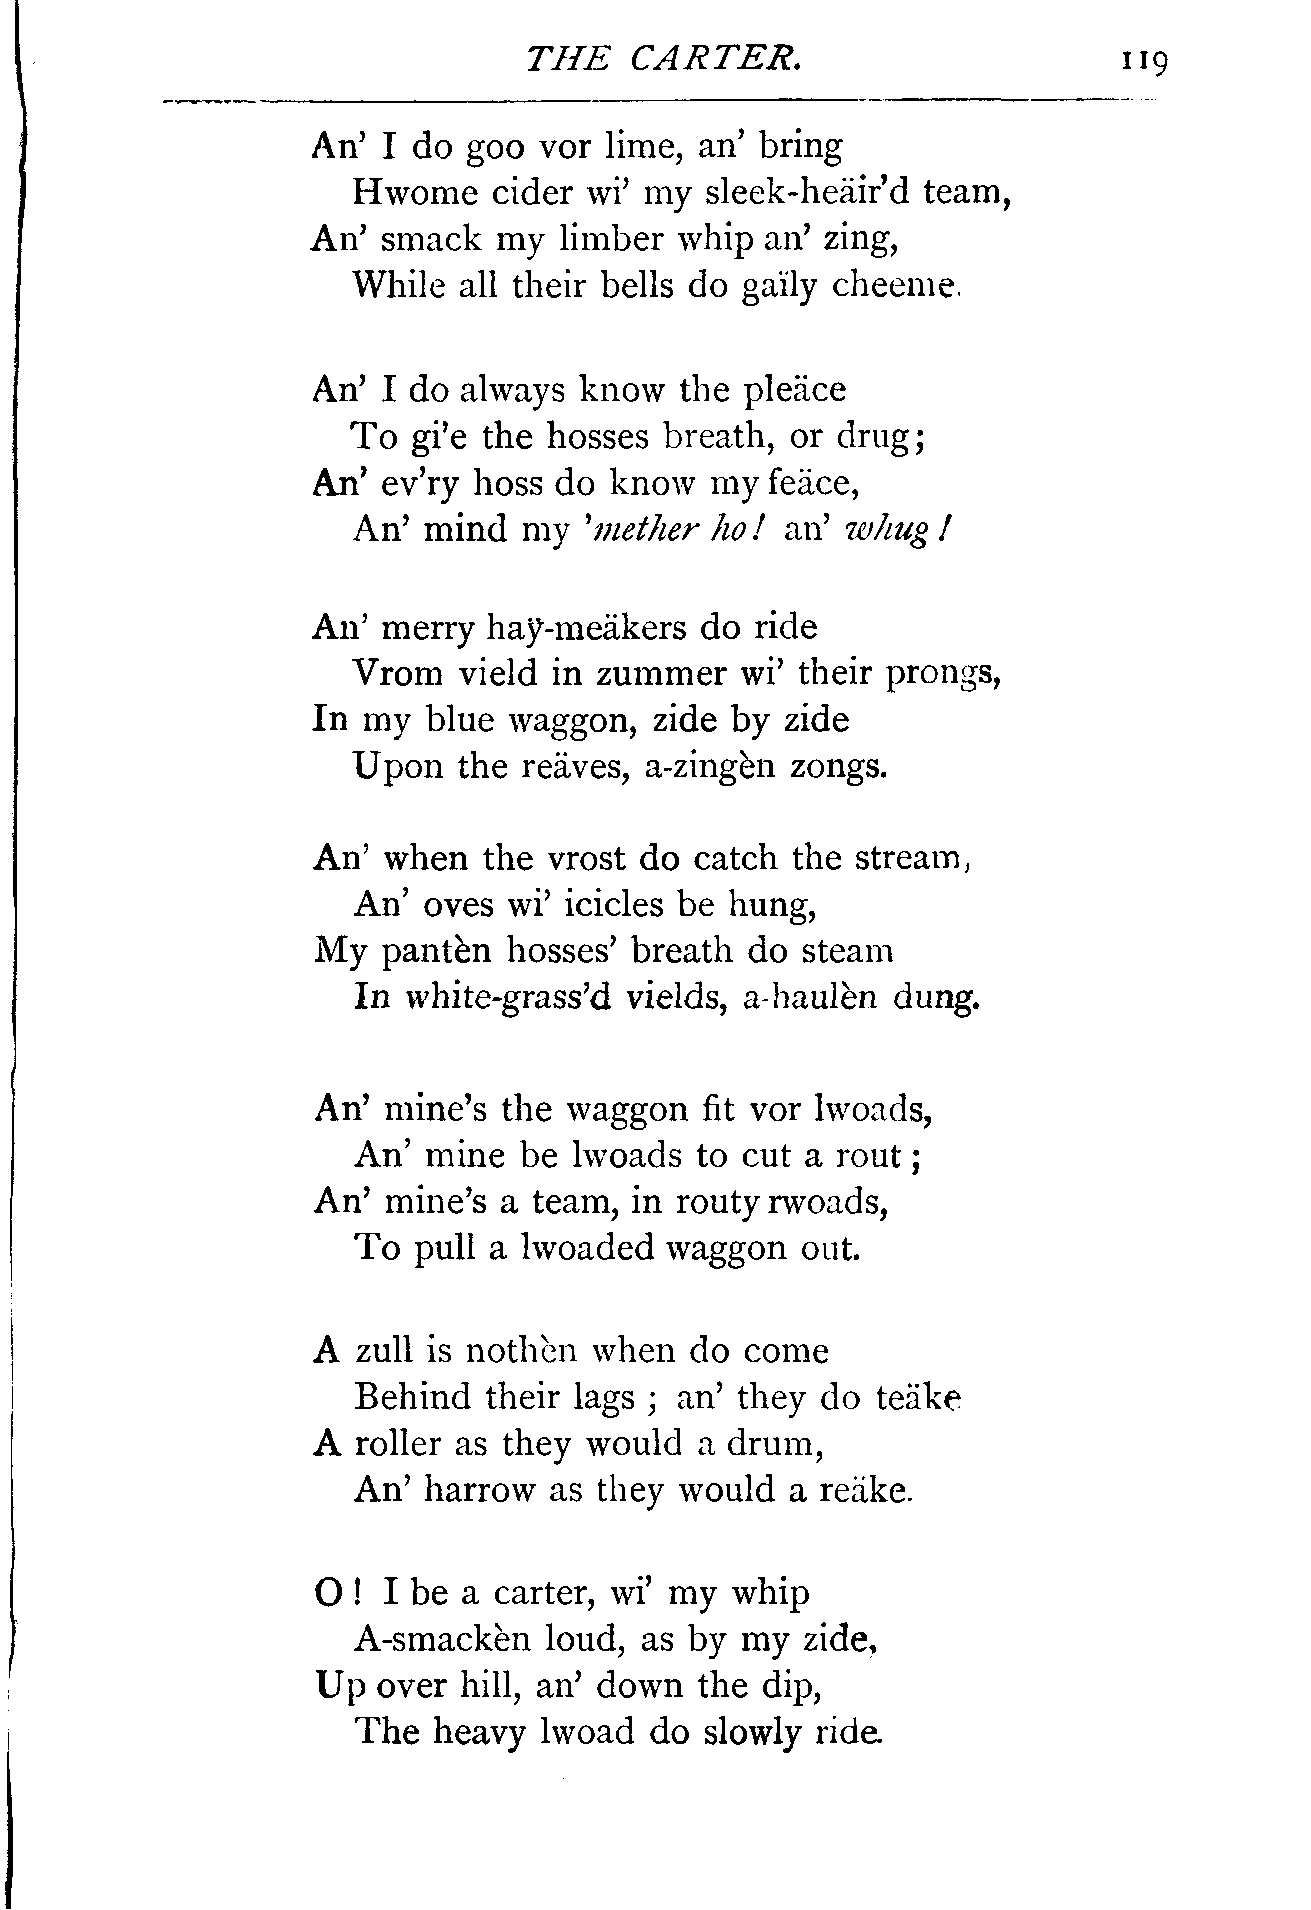 THE CARTER. 119
An' I do goo vor lime, an' bring
Hwome cider wi' my sleek-heäir'd team,
An' smack my limber whip an' zing,
While all their bells do gaïly cheeme.
An' I do always know the pleäce
To gi'e the hosses breath, or drug;
An' ev'ry hoss do know my feäce,
An' mind my 'mether ho! an' whug!
An' merry haÿ-meäkers do ride
Vrom vield in zummer wi' their prongs,
In my blue waggon, zide by zide
Upon the reäves, a-zingèn zongs.
An' when the vrost do catch the stream,
An' oves wi' icicles be hung,
My pantèn hosses' breath do steam
In white-grass'd vields, a-haulèn dung.
An' mine's the waggon fit vor lwoads,
An' mine be lwoads to cut a rout;
An' mine's a team, in routy rwoads,
To pull a lwoaded waggon out.
A zull is nothèn when do come
Behind their lags; an' they do teäke
A roller as they would a drum,
An' harrow as they would a reäke.
O! I be a carter, wi' my whip
A-smackèn loud, as by my zide,
Up over hill, an' down the dip,
The heavy lwoad do slowly ride.